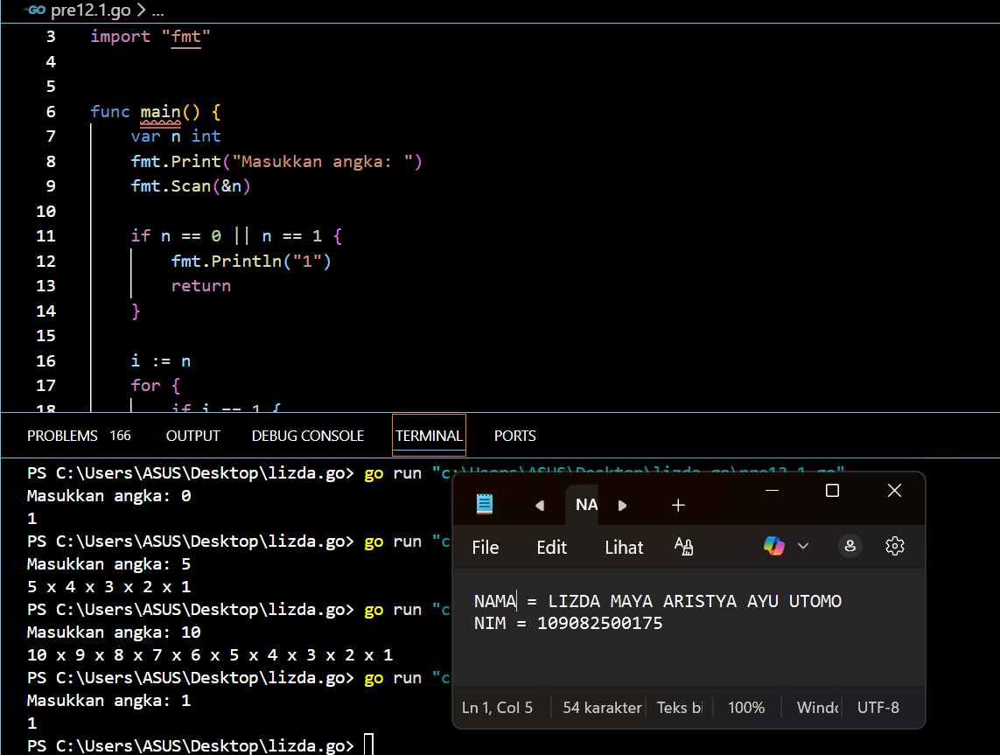 pre12.1.go > ...
3 import "fmt"
4
5
6 func main() {
7 var n int
8 fmt.Print("Masukkan angka: ")
9 fmt.Scan(&n)
10
11 if n == 0 || n == 1 {
12 fmt.Println("1")
13 return
14 }
15
16 i := n
17 for {
18 if i == 1 {
PROBLEMS 166 OUTPUT DEBUG CONSOLE TERMINAL PORTS
PS C:\Users\ASUS\Desktop\lizda.go> go run "c:\Users\ASUS\Desktop\lizda.go\pre12.1.go"
Masukkan angka: 0
1
PS C:\Users\ASUS\Desktop\lizda.go> go run "c
Masukkan angka: 5
5 x 4 x 3 x 2 x 1
PS C:\Users\ASUS\Desktop\lizda.go> go run "c
Masukkan angka: 10
10 x 9 x 8 x 7 x 6 x 5 x 4 x 3 x 2 x 1
PS C:\Users\ASUS\Desktop\lizda.go> go run "c
Masukkan angka: 1
1
PS C:\Users\ASUS\Desktop\lizda.go>
NA
File Edit Lihat
NAMA = LIZDA MAYA ARISTYA AYU UTOMO
NIM = 109082500175
Ln 1, Col 5 54 karakter Teks bi 100% Windo UTF-8